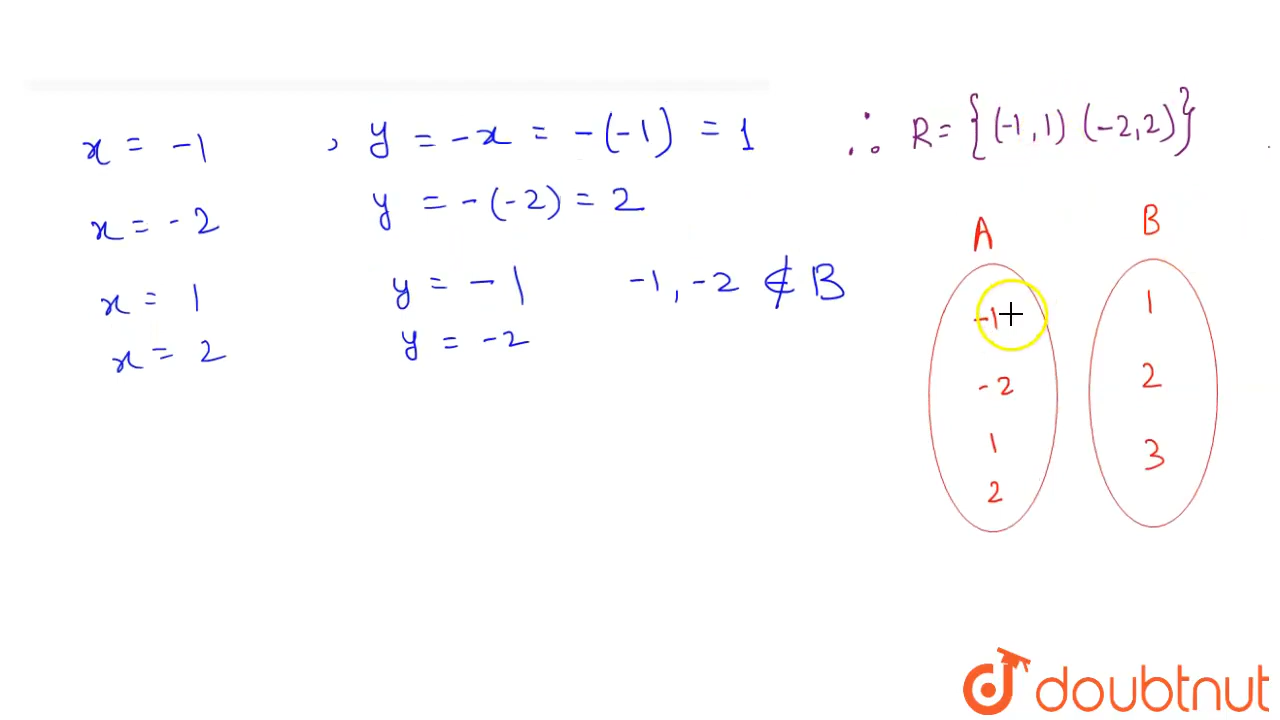 x = -1 , y = -x = -(-1) = 1
x = -2 y = -(-2) = 2
x = 1 y = -1 -1, -2 ∉ B
x = 2 y = -2
∴ R = {(-1,1) (-2,2)}
A B
-1 1
-2 2
1 3
2
doubtnut